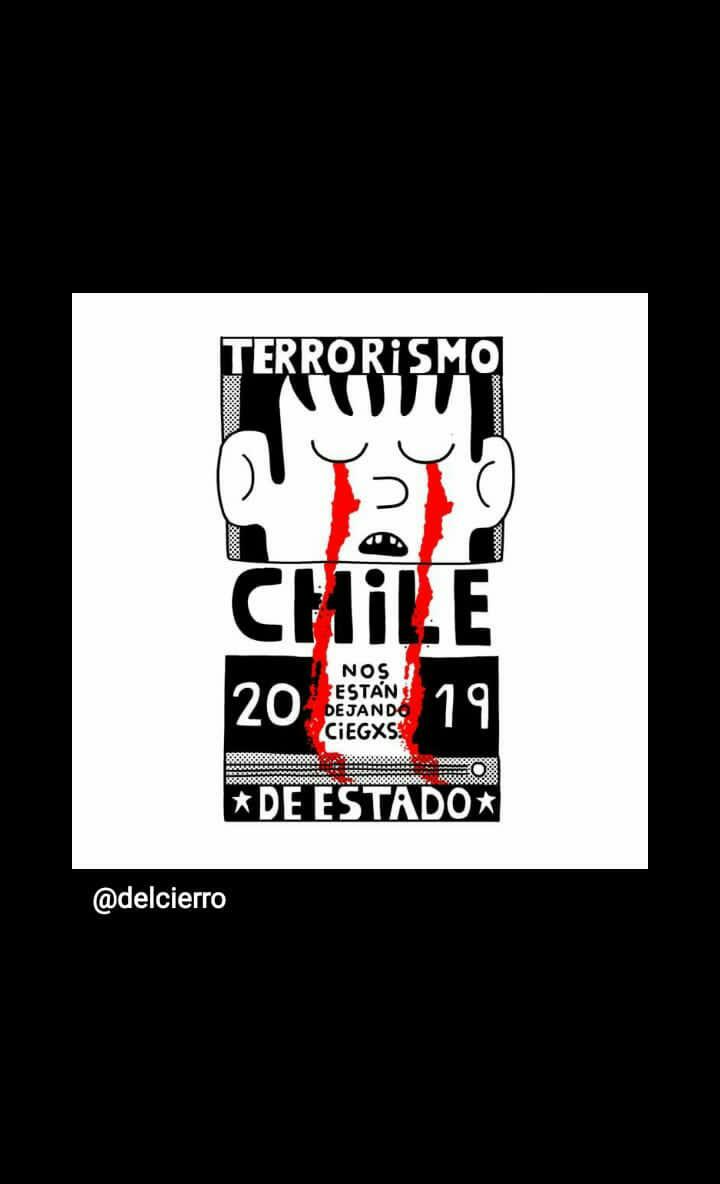 TERRORiSMO
CHiLE
20 19
NOS
ESTÁN
DEJANDO
CiEGXS
★DE ESTADO★
@delcierro